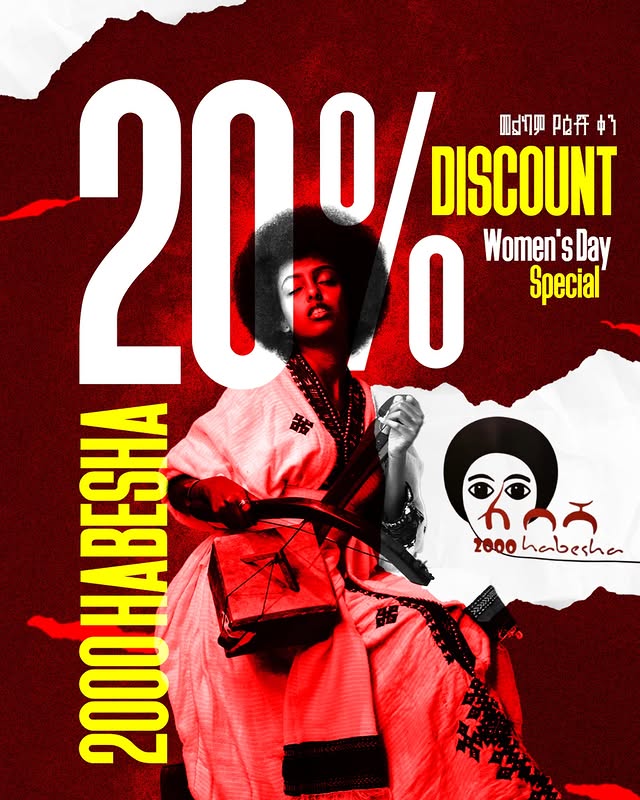 20%
መልካም የሴቶች ቀን
DISCOUNT
Women's Day
Special
2000 HABESHA
ሐበሻ
2000 habesha